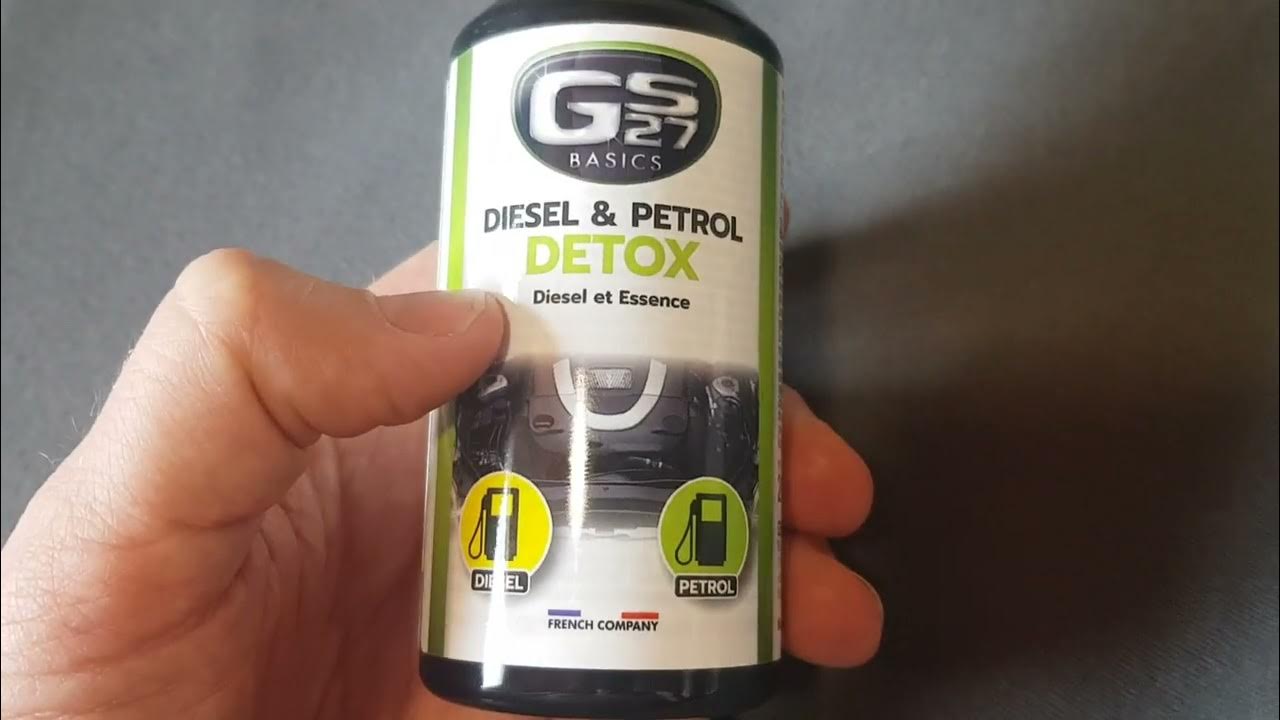 GS
27
BASICS
DIESEL & PETROL
DETOX
Diesel et Essence
DIESEL
PETROL
FRENCH COMPANY